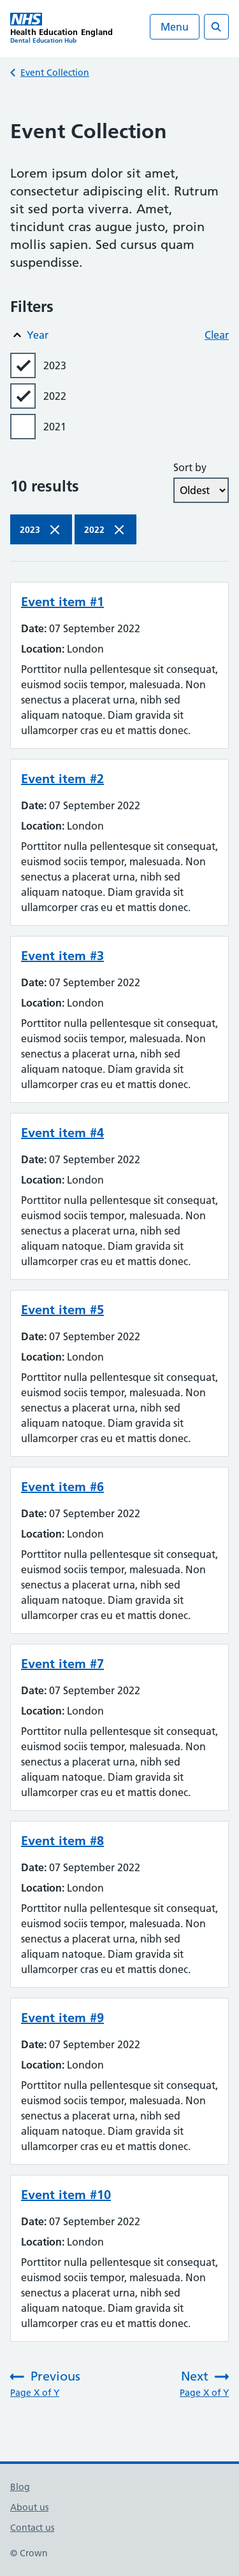 NHS
Health Education England
Dental Education Hub
Menu
Event Collection
Event Collection
Lorem ipsum dolor sit amet,
consectetur adipiscing elit. Rutrum
sit sed porta viverra. Amet,
tincidunt cras augue justo, proin
mollis sapien. Sed cursus quam
suspendisse.
Filters
Year Clear
2023
2022
2021
Sort by
10 results
Oldest
2023 2022
Event item #1
Date: 07 September 2022
Location: London
Porttitor nulla pellentesque sit consequat,
euismod sociis tempor, malesuada. Non
senectus a placerat urna, nibh sed
aliquam natoque. Diam gravida sit
ullamcorper cras eu et mattis donec.
Event item #2
Date: 07 September 2022
Location: London
Porttitor nulla pellentesque sit consequat,
euismod sociis tempor, malesuada. Non
senectus a placerat urna, nibh sed
aliquam natoque. Diam gravida sit
ullamcorper cras eu et mattis donec.
Event item #3
Date: 07 September 2022
Location: London
Porttitor nulla pellentesque sit consequat,
euismod sociis tempor, malesuada. Non
senectus a placerat urna, nibh sed
aliquam natoque. Diam gravida sit
ullamcorper cras eu et mattis donec.
Event item #4
Date: 07 September 2022
Location: London
Porttitor nulla pellentesque sit consequat,
euismod sociis tempor, malesuada. Non
senectus a placerat urna, nibh sed
aliquam natoque. Diam gravida sit
ullamcorper cras eu et mattis donec.
Event item #5
Date: 07 September 2022
Location: London
Porttitor nulla pellentesque sit consequat,
euismod sociis tempor, malesuada. Non
senectus a placerat urna, nibh sed
aliquam natoque. Diam gravida sit
ullamcorper cras eu et mattis donec.
Event item #6
Date: 07 September 2022
Location: London
Porttitor nulla pellentesque sit consequat,
euismod sociis tempor, malesuada. Non
senectus a placerat urna, nibh sed
aliquam natoque. Diam gravida sit
ullamcorper cras eu et mattis donec.
Event item #7
Date: 07 September 2022
Location: London
Porttitor nulla pellentesque sit consequat,
euismod sociis tempor, malesuada. Non
senectus a placerat urna, nibh sed
aliquam natoque. Diam gravida sit
ullamcorper cras eu et mattis donec.
Event item #8
Date: 07 September 2022
Location: London
Porttitor nulla pellentesque sit consequat,
euismod sociis tempor, malesuada. Non
senectus a placerat urna, nibh sed
aliquam natoque. Diam gravida sit
ullamcorper cras eu et mattis donec.
Event item #9
Date: 07 September 2022
Location: London
Porttitor nulla pellentesque sit consequat,
euismod sociis tempor, malesuada. Non
senectus a placerat urna, nibh sed
aliquam natoque. Diam gravida sit
ullamcorper cras eu et mattis donec.
Event item #10
Date: 07 September 2022
Location: London
Porttitor nulla pellentesque sit consequat,
euismod sociis tempor, malesuada. Non
senectus a placerat urna, nibh sed
aliquam natoque. Diam gravida sit
ullamcorper cras eu et mattis donec.
Previous Next
Page X of Y Page X of Y
Blog
About us
Contact us
© Crown